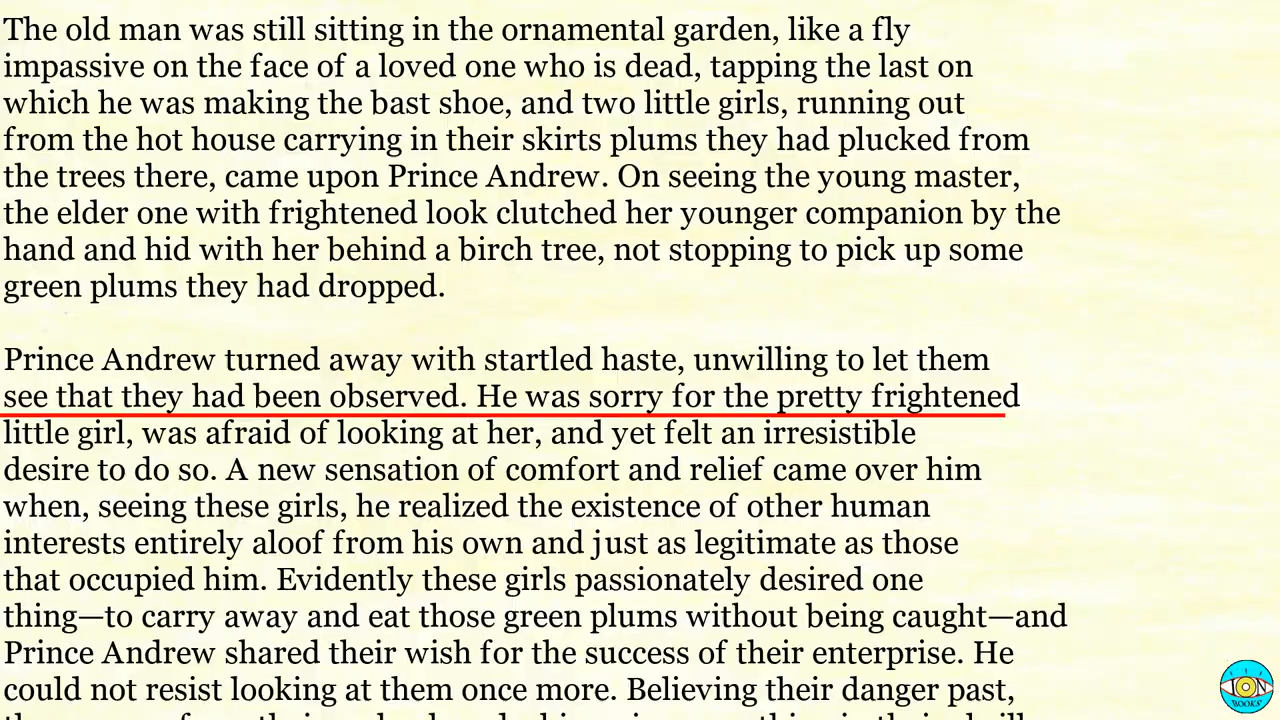 The old man was still sitting in the ornamental garden, like a fly
impassive on the face of a loved one who is dead, tapping the last on
which he was making the bast shoe, and two little girls, running out
from the hot house carrying in their skirts plums they had plucked from
the trees there, came upon Prince Andrew. On seeing the young master,
the elder one with frightened look clutched her younger companion by the
hand and hid with her behind a birch tree, not stopping to pick up some
green plums they had dropped.
Prince Andrew turned away with startled haste, unwilling to let them
see that they had been observed. He was sorry for the pretty frightened
little girl, was afraid of looking at her, and yet felt an irresistible
desire to do so. A new sensation of comfort and relief came over him
when, seeing these girls, he realized the existence of other human
interests entirely aloof from his own and just as legitimate as those
that occupied him. Evidently these girls passionately desired one
thing—to carry away and eat those green plums without being caught—and
Prince Andrew shared their wish for the success of their enterprise. He
could not resist looking at them once more. Believing their danger past,
ION
BOOKS